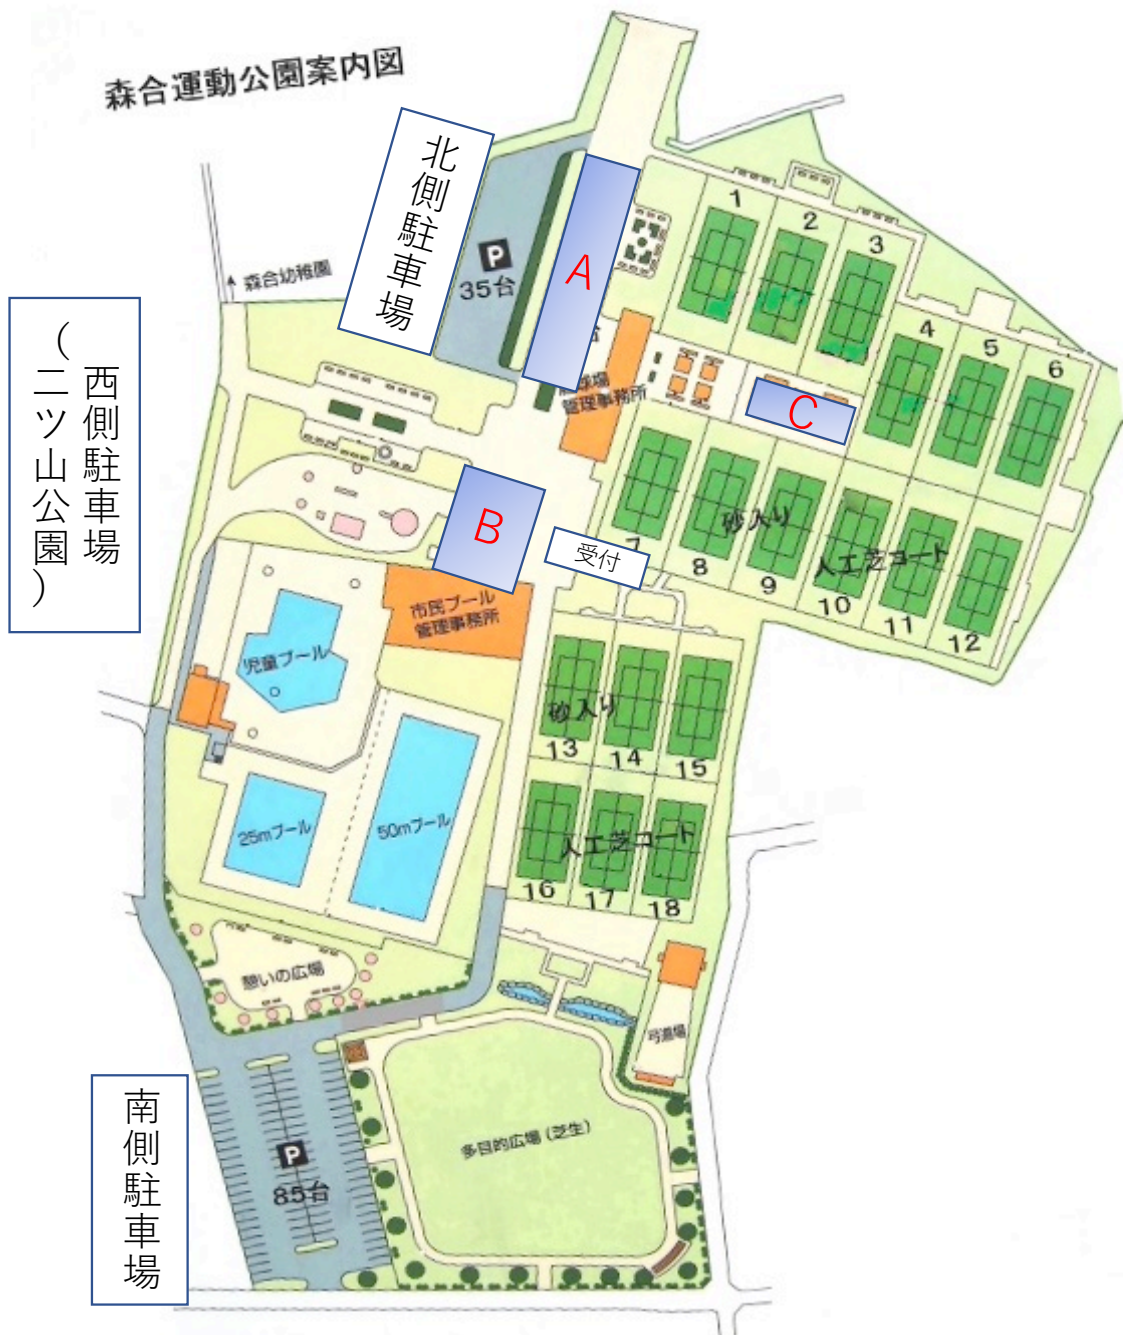 森合運動公園案内図
北側駐車場
P
35台
A
森合幼稚園
西側駐車場
（二ツ山公園）
管理事務所
B
C
受付
1
2
3
4
5
6
7
8
9
10
11
12
砂入り
人工芝コート
市民プール
管理事務所
児童プール
25mプール
50mプール
13
14
15
砂入り
人工芝コート
16
17
18
憩いの広場
弓道場
多目的広場(芝生)
南側駐車場
P
85台